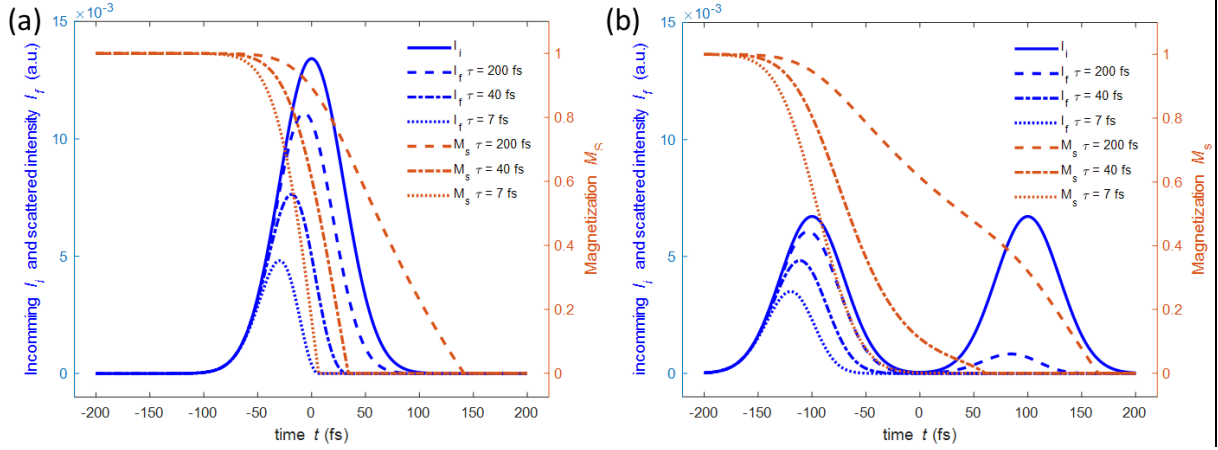 (a)
×10^-3
15
10
5
0
Incomming I_i and scattered intensity I_f (a.u.)
I_i
I_f τ = 200 fs
I_f τ = 40 fs
I_f τ = 7 fs
M_s τ = 200 fs
M_s τ = 40 fs
M_s τ = 7 fs
1
0.8
0.6
0.4
0.2
0
Magnetization M_S
-200 -150 -100 -50 0 50 100 150 200
time t (fs)
(b)
×10^-3
15
10
5
0
incomming I_i and scattered intensity I_f (a.u.)
I_i
I_f τ = 200 fs
I_f τ = 40 fs
I_f τ = 7 fs
M_s τ = 200 fs
M_s τ = 40 fs
M_s τ = 7 fs
1
0.8
0.6
0.4
0.2
0
Magnetization M_s
-200 -150 -100 -50 0 50 100 150 200
time t (fs)